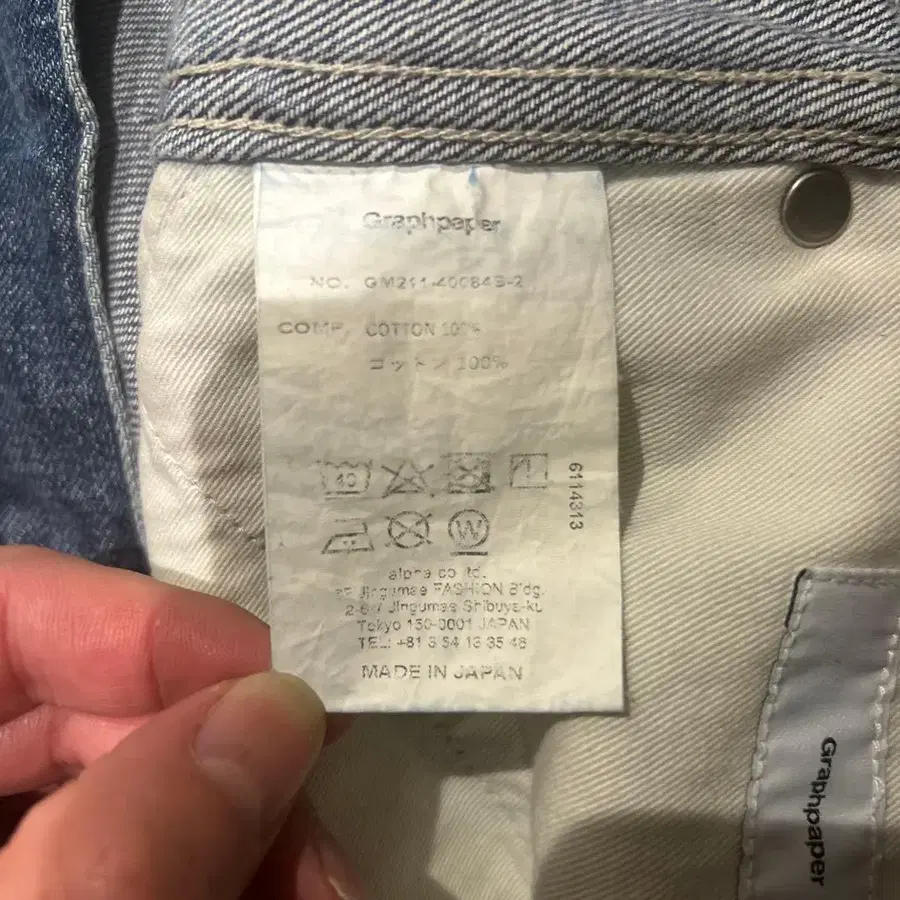 Graphpaper
NO. GM211-40084B-2
COMP. COTTON 100%
コットン 100%
40
W
6114313
alpha co ltd.
Jingumae FASHION Bldg.
2-6-7 Jingumae Shibuya-ku
Tokyo 150-0001 JAPAN
TEL: +81 3 54 13 35 48
MADE IN JAPAN
Graphpaper